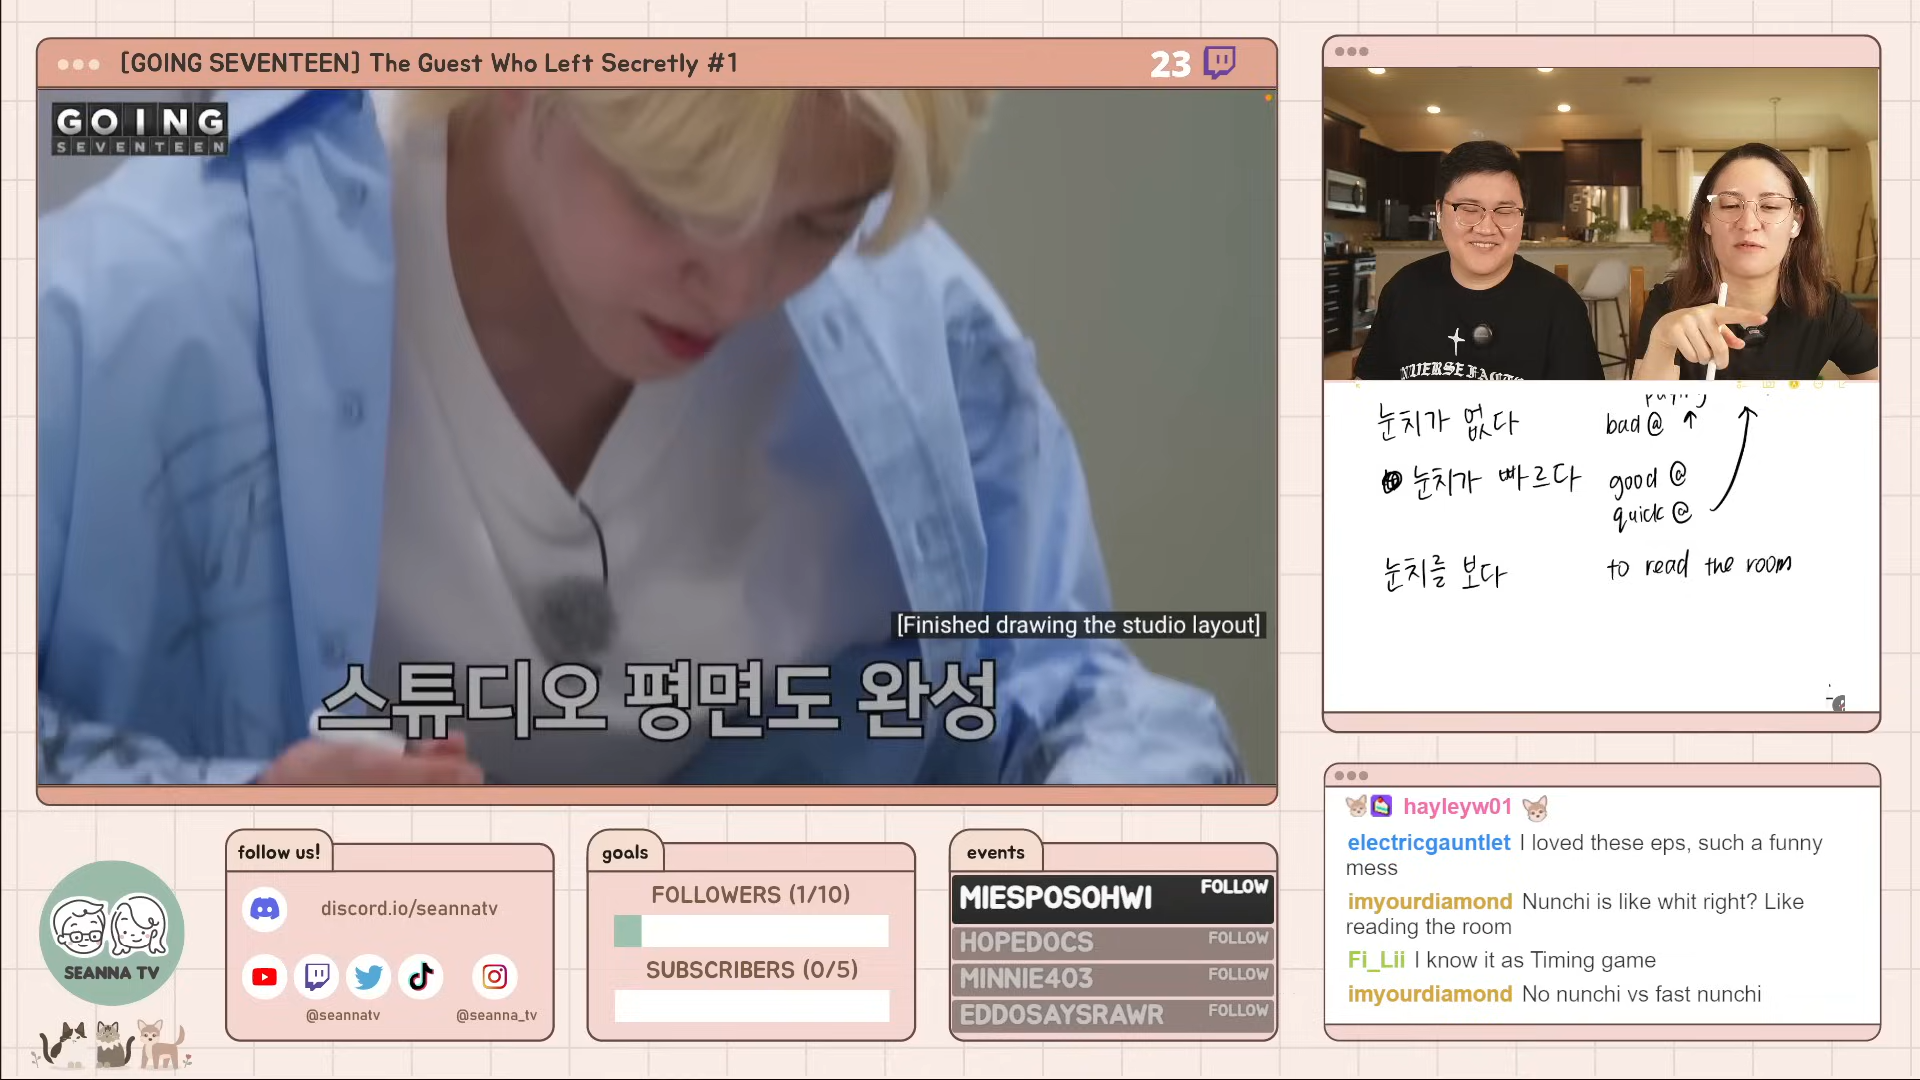 [GOING SEVENTEEN] The Guest Who Left Secretly #1
23
GOING
SEVENTEEN
[Finished drawing the studio layout]
스튜디오 평면도 완성
눈치가 없다
bad @ ↑
눈치가 빠르다
good @
quick @
눈치를 보다
to read the room
hayleyw01
electricgauntlet I loved these eps, such a funny
mess
imyourdiamond Nunchi is like whit right? Like
reading the room
Fi_Lii I know it as Timing game
imyourdiamond No nunchi vs fast nunchi
SEANNA TV
follow us!
discord.io/seannatv
@seannatv
@seanna_tv
goals
FOLLOWERS (1/10)
SUBSCRIBERS (0/5)
events
MIESPOSOHWI FOLLOW
HOPEDOCS FOLLOW
MINNIE403 FOLLOW
EDDOSAYSRAWR FOLLOW